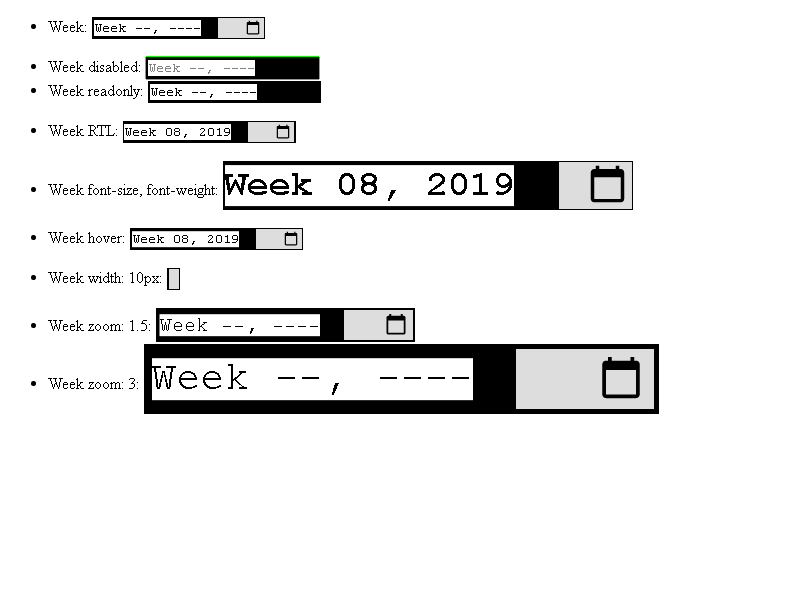 Week: Week --, ----
Week disabled: Week --, ----
Week readonly: Week --, ----
Week RTL: Week 08, 2019
Week font-size, font-weight: Week 08, 2019
Week hover: Week 08, 2019
Week width: 10px:
Week zoom: 1.5: Week --, ----
Week zoom: 3: Week --, ----